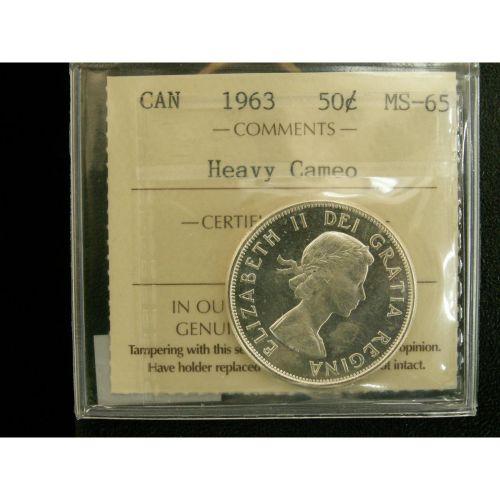 CAN 1963 50¢ MS-65
— COMMENTS —
Heavy Cameo
— CERTIF
ELIZABETH II DEI GRATIA REGINA
IN OU
GENUI
Tampering with this se opinion.
Have holder replaced ot intact.